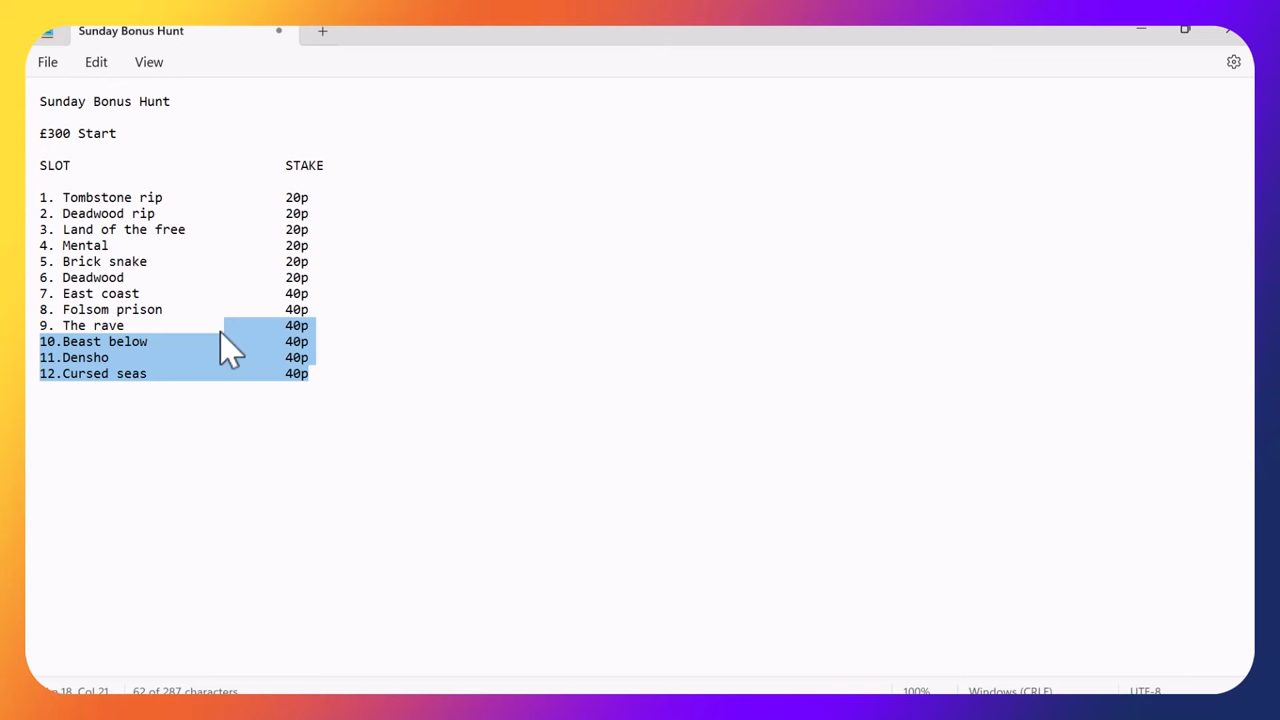 Sunday Bonus Hunt
File Edit View
Sunday Bonus Hunt
£300 Start
SLOT STAKE
1. Tombstone rip 20p
2. Deadwood rip 20p
3. Land of the free 20p
4. Mental 20p
5. Brick snake 20p
6. Deadwood 20p
7. East coast 40p
8. Folsom prison 40p
9. The rave 40p
10.Beast below 40p
11.Densho 40p
12.Cursed seas 40p
18, Col 21 62 of 287 characters 100% Windows (CRLF) UTF-8